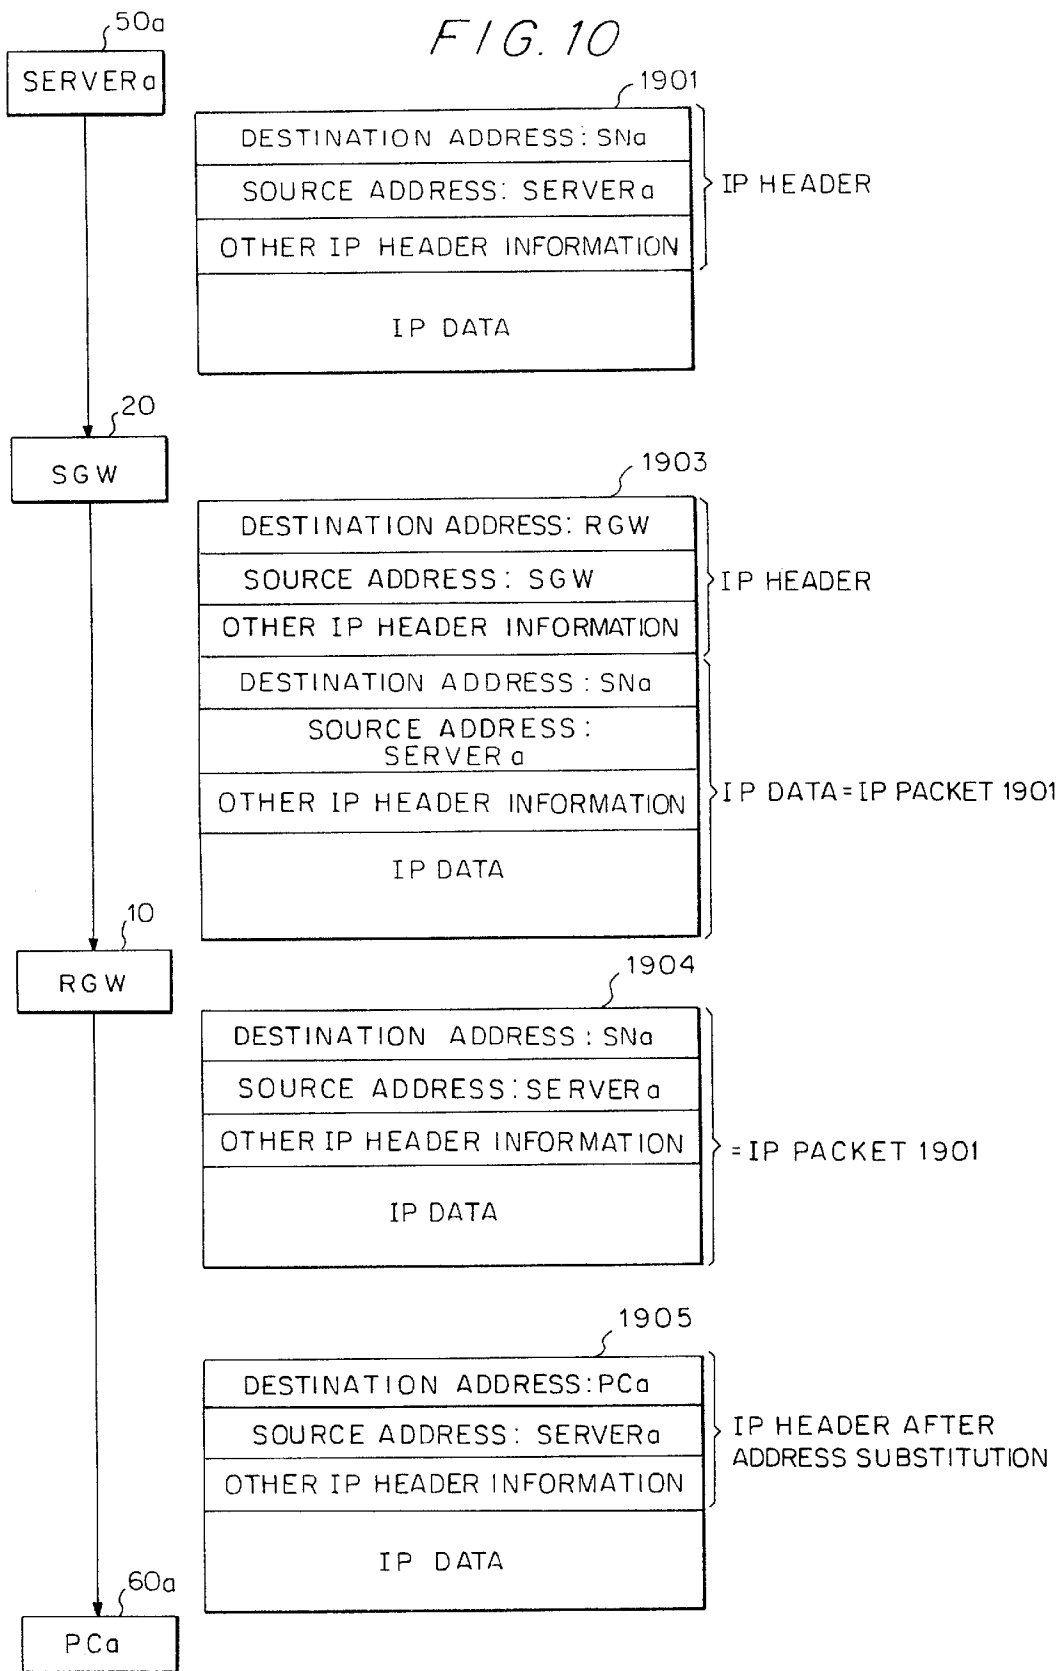 FIG. 10
50a
SERVERa
1901
DESTINATION ADDRESS: SNa
SOURCE ADDRESS: SERVERa
OTHER IP HEADER INFORMATION
IP HEADER
IP DATA
20
SGW
1903
DESTINATION ADDRESS: RGW
SOURCE ADDRESS: SGW
OTHER IP HEADER INFORMATION
IP HEADER
DESTINATION ADDRESS: SNa
SOURCE ADDRESS:
SERVERa
OTHER IP HEADER INFORMATION
IP DATA
IP DATA=IP PACKET 1901
10
RGW
1904
DESTINATION ADDRESS: SNa
SOURCE ADDRESS: SERVERa
OTHER IP HEADER INFORMATION
IP DATA
=IP PACKET 1901
1905
DESTINATION ADDRESS:PCa
SOURCE ADDRESS: SERVERa
OTHER IP HEADER INFORMATION
IP HEADER AFTER
ADDRESS SUBSTITUTION
IP DATA
60a
PCa